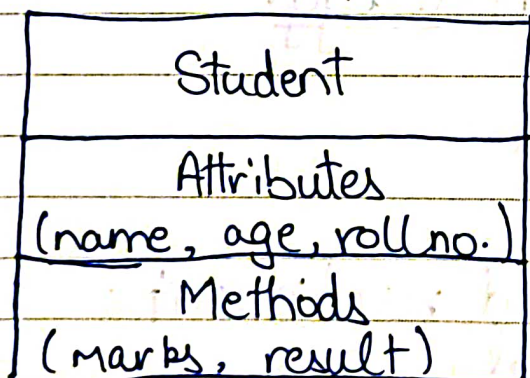 Student
Attributes
(name, age, roll no.)
Methods
(marks, result)